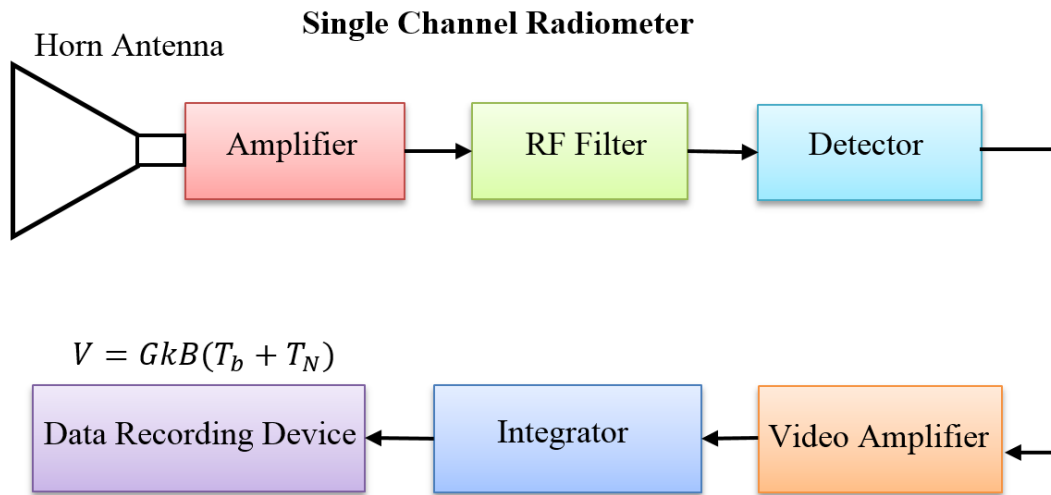 Single Channel Radiometer
Horn Antenna
Amplifier
RF Filter
Detector
V = GkB(T_b + T_N)
Data Recording Device
Integrator
Video Amplifier